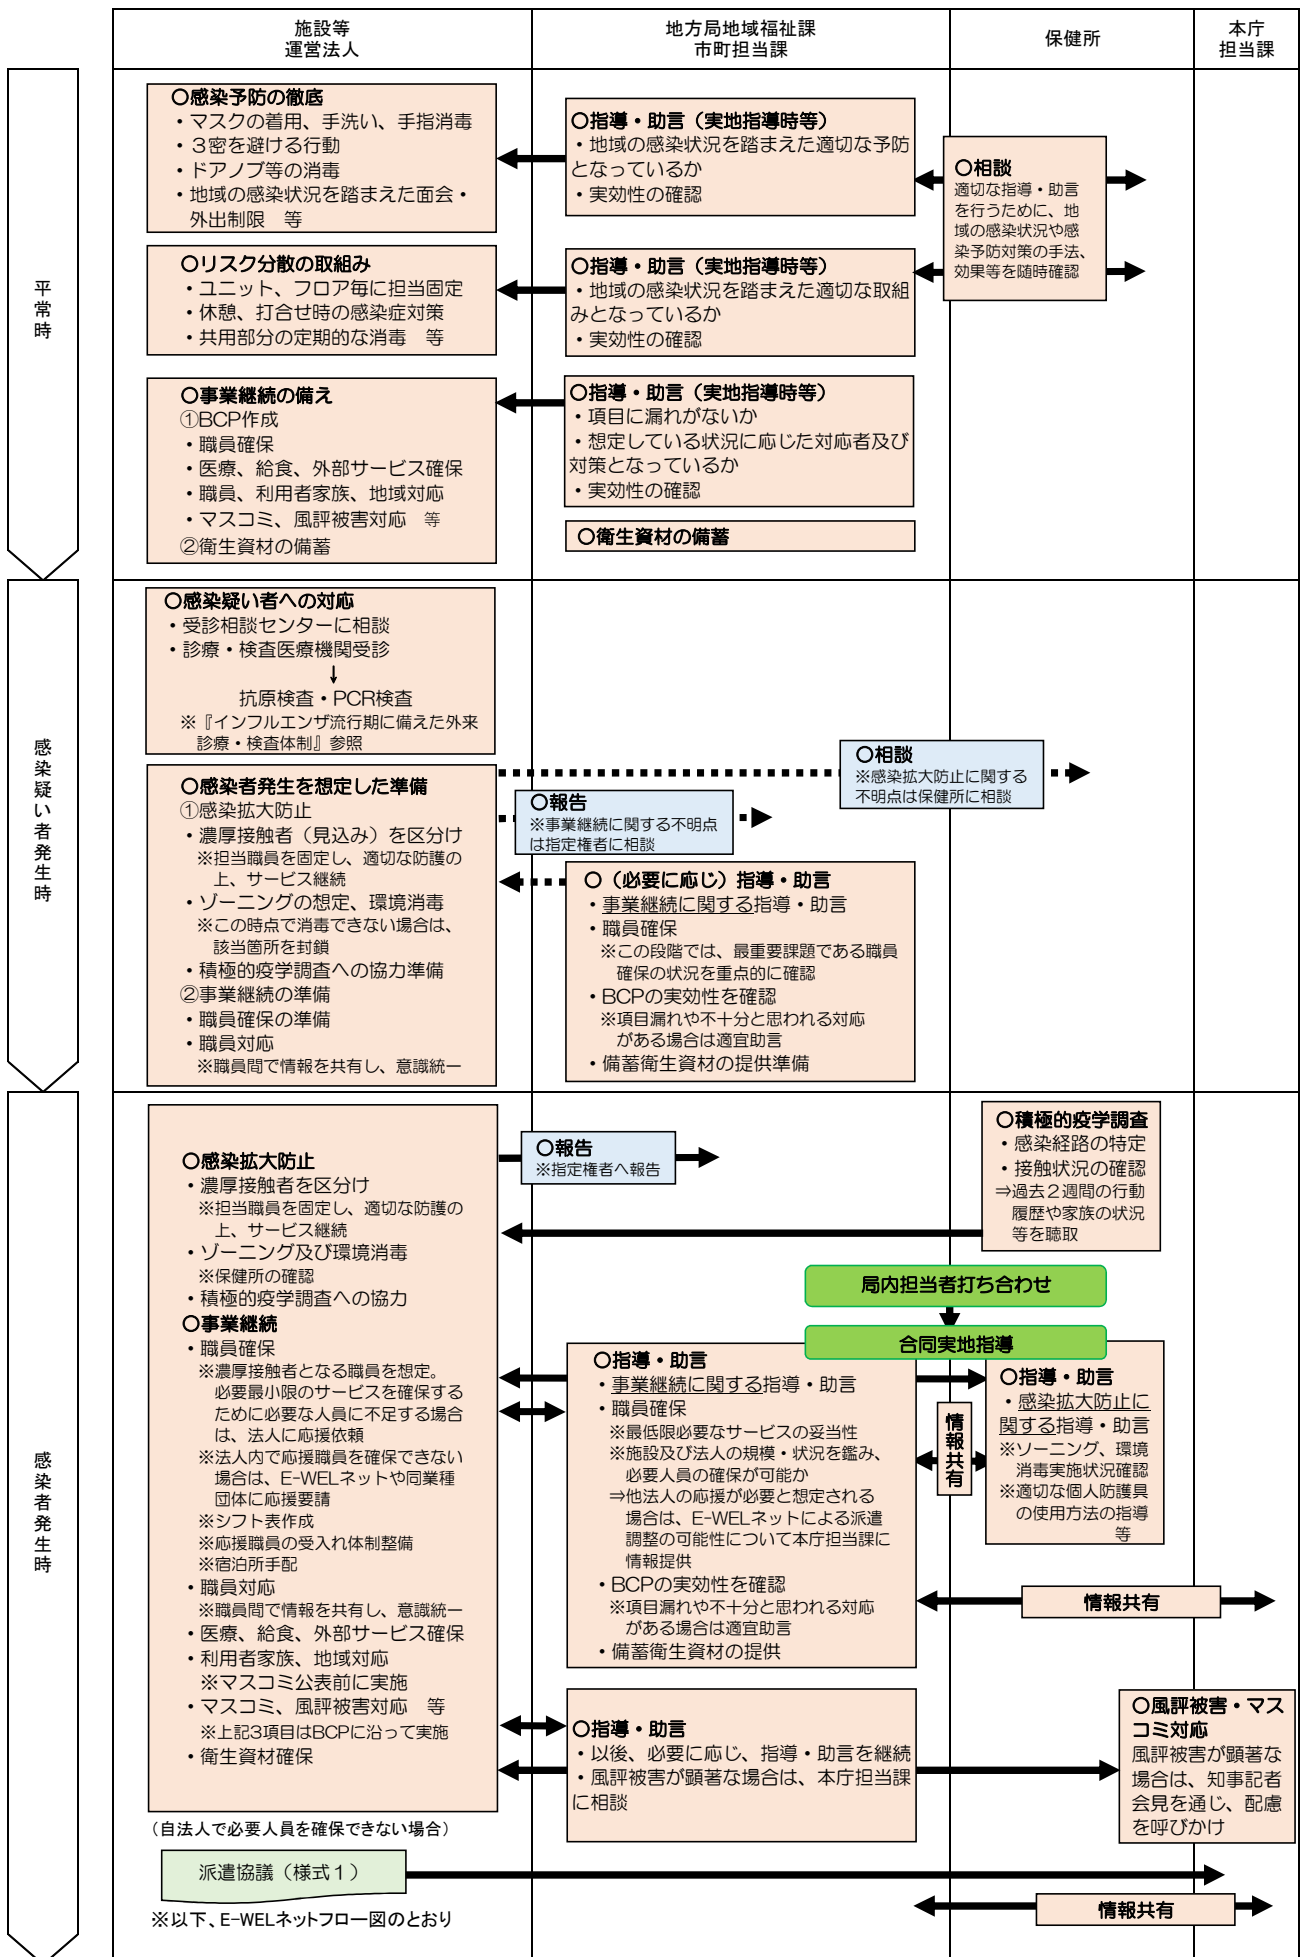 施設等
運営法人
地方局地域福祉課
市町担当課
保健所
本庁
担当課
平常時
〇感染予防の徹底
・マスクの着用、手洗い、手指消毒
・３密を避ける行動
・ドアノブ等の消毒
・地域の感染状況を踏まえた面会・
外出制限　等
〇指導・助言（実地指導時等）
・地域の感染状況を踏まえた適切な予防
となっているか
・実効性の確認
〇相談
適切な指導・助言
を行うために、地
域の感染状況や感
染予防対策の手法、
効果等を随時確認
〇リスク分散の取組み
・ユニット、フロア毎に担当固定
・休憩、打合せ時の感染症対策
・共用部分の定期的な消毒　等
〇指導・助言（実地指導時等）
・地域の感染状況を踏まえた適切な取組
みとなっているか
・実効性の確認
〇事業継続の備え
①BCP作成
・職員確保
・医療、給食、外部サービス確保
・職員、利用者家族、地域対応
・マスコミ、風評被害対応　等
②衛生資材の備蓄
〇指導・助言（実地指導時等）
・項目に漏れがないか
・想定している状況に応じた対応者及び
対策となっているか
・実効性の確認
〇衛生資材の備蓄
感染疑い者発生時
〇感染疑い者への対応
・受診相談センターに相談
・診療・検査医療機関受診
↓
抗原検査・PCR検査
※『インフルエンザ流行期に備えた外来
診療・検査体制』参照
〇感染者発生を想定した準備
①感染拡大防止
・濃厚接触者（見込み）を区分け
※担当職員を固定し、適切な防護の
上、サービス継続
・ゾーニングの想定、環境消毒
※この時点で消毒できない場合は、
該当箇所を封鎖
・積極的疫学調査への協力準備
②事業継続の準備
・職員確保の準備
・職員対応
※職員間で情報を共有し、意識統一
〇相談
※感染拡大防止に関する
不明点は保健所に相談
〇報告
※事業継続に関する不明点
は指定権者に相談
〇（必要に応じ）指導・助言
・事業継続に関する指導・助言
・職員確保
※この段階では、最重要課題である職員
確保の状況を重点的に確認
・BCPの実効性を確認
※項目漏れや不十分と思われる対応
がある場合は適宜助言
・備蓄衛生資材の提供準備
感染者発生時
〇感染拡大防止
・濃厚接触者を区分け
※担当職員を固定し、適切な防護の
上、サービス継続
・ゾーニング及び環境消毒
※保健所の確認
・積極的疫学調査への協力
〇事業継続
・職員確保
※濃厚接触者となる職員を想定。
必要最小限のサービスを確保する
ために必要な人員に不足する場合
は、法人に応援依頼
※法人内で応援職員を確保できない
場合は、E-WELネットや同業種
団体に応援要請
※シフト表作成
※応援職員の受入れ体制整備
※宿泊所手配
・職員対応
※職員間で情報を共有し、意識統一
・医療、給食、外部サービス確保
・利用者家族、地域対応
※マスコミ公表前に実施
・マスコミ、風評被害対応　等
※上記3項目はBCPに沿って実施
・衛生資材確保
〇報告
※指定権者へ報告
〇積極的疫学調査
・感染経路の特定
・接触状況の確認
⇒過去２週間の行動
履歴や家族の状況
等を聴取
局内担当者打ち合わせ
合同実地指導
〇指導・助言
・事業継続に関する指導・助言
・職員確保
※最低限必要なサービスの妥当性
※施設及び法人の規模・状況を鑑み、
必要人員の確保が可能か
⇒他法人の応援が必要と想定される
場合は、E-WELネットによる派遣
調整の可能性について本庁担当課に
情報提供
・BCPの実効性を確認
※項目漏れや不十分と思われる対応
がある場合は適宜助言
・備蓄衛生資材の提供
情報共有
〇指導・助言
・感染拡大防止に
関する指導・助言
※ソーニング、環境
消毒実施状況確認
※適切な個人防護具
の使用方法の指導
等
情報共有
〇指導・助言
・以後、必要に応じ、指導・助言を継続
・風評被害が顕著な場合は、本庁担当課
に相談
〇風評被害・マス
コミ対応
風評被害が顕著な
場合は、知事記者
会見を通じ、配慮
を呼びかけ
（自法人で必要人員を確保できない場合）
派遣協議（様式１）
※以下、E-WELネットフロー図のとおり
情報共有